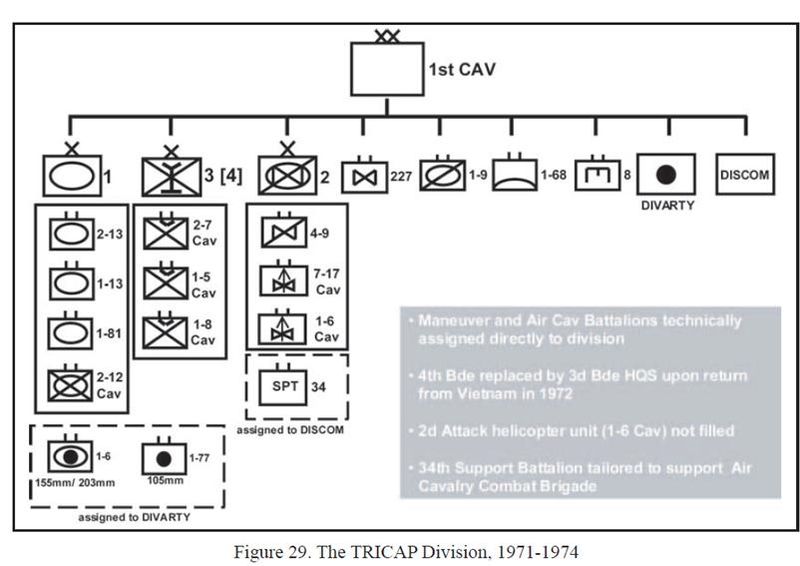 XX
1st CAV
X
1
X
3 [4]
X
2
227
1-9
1-68
8
DIVARTY
DISCOM
2-13
1-13
1-81
2-12
Cav
2-7
Cav
1-5
Cav
1-8
Cav
4-9
7-17
Cav
1-6
Cav
SPT
34
assigned to DISCOM
1-6
155mm/ 203mm
1-77
105mm
assigned to DIVARTY
• Maneuver and Air Cav Battalions technically
assigned directly to division
• 4th Bde replaced by 3d Bde HQS upon return
from Vietnam in 1972
• 2d Attack helicopter unit (1-6 Cav) not filled
• 34th Support Battalion tailored to support Air
Cavalry Combat Brigade
Figure 29. The TRICAP Division, 1971-1974